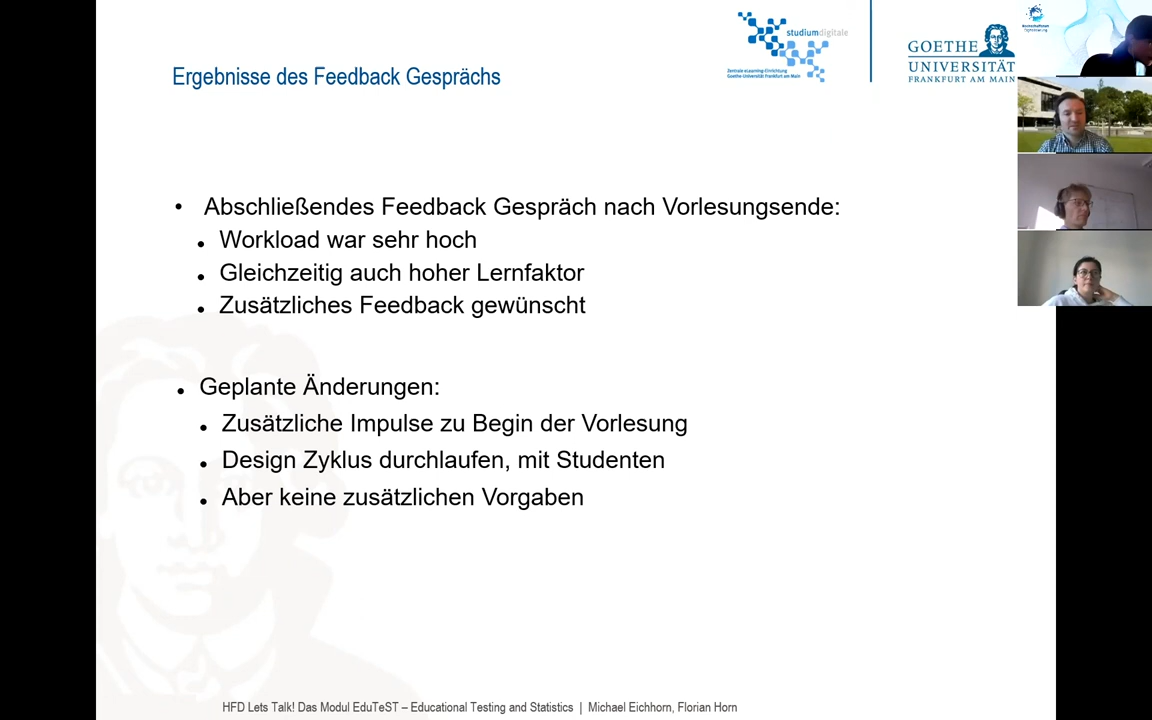 studiumdigitale
Zentrale eLearning-Einrichtung
Goethe-Universität Frankfurt am Main
GOETHE
UNIVERSITÄT
FRANKFURT AM MAIN
Ergebnisse des Feedback Gesprächs
• Abschließendes Feedback Gespräch nach Vorlesungsende:
• Workload war sehr hoch
• Gleichzeitig auch hoher Lernfaktor
• Zusätzliches Feedback gewünscht
• Geplante Änderungen:
• Zusätzliche Impulse zu Begin der Vorlesung
• Design Zyklus durchlaufen, mit Studenten
• Aber keine zusätzlichen Vorgaben
HFD Lets Talk! Das Modul EduTeST – Educational Testing and Statistics | Michael Eichhorn, Florian Horn